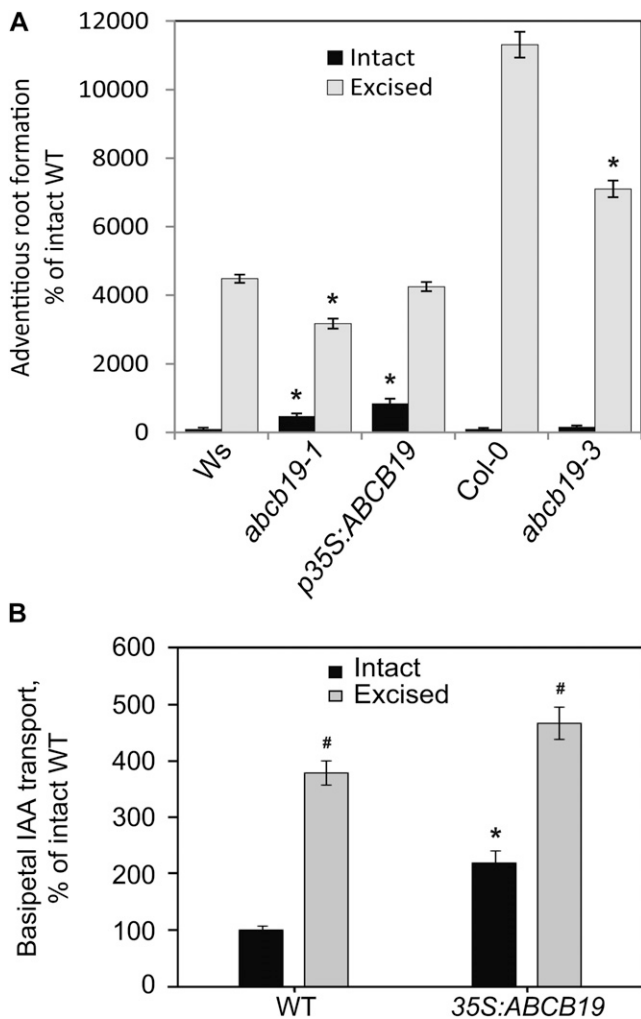 A
Adventitious root formation
% of intact WT
12000
10000
8000
6000
4000
2000
0
Intact
Excised
*
*
*
*
Ws
abcb19-1
p35S:ABCB19
Col-0
abcb19-3
B
Basipetal IAA transport,
% of intact WT
600
500
400
300
200
100
0
Intact
Excised
#
*
#
WT
35S:ABCB19